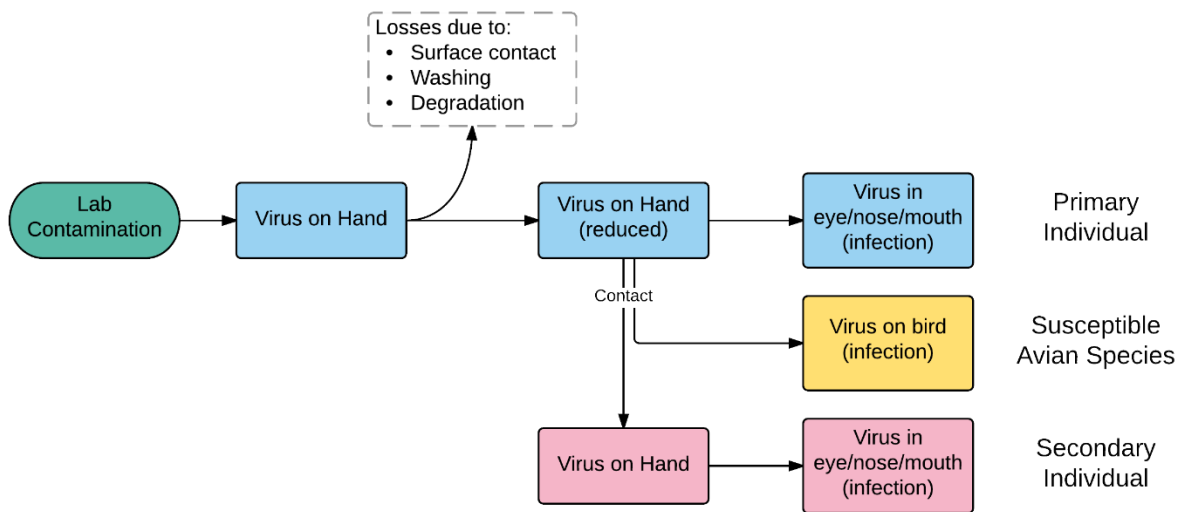 Losses due to:
• Surface contact
• Washing
• Degradation
Lab
Contamination
Virus on Hand
Virus on Hand
(reduced)
Virus in
eye/nose/mouth
(infection)
Primary
Individual
Contact
Virus on bird
(infection)
Susceptible
Avian Species
Virus on Hand
Virus in
eye/nose/mouth
(infection)
Secondary
Individual